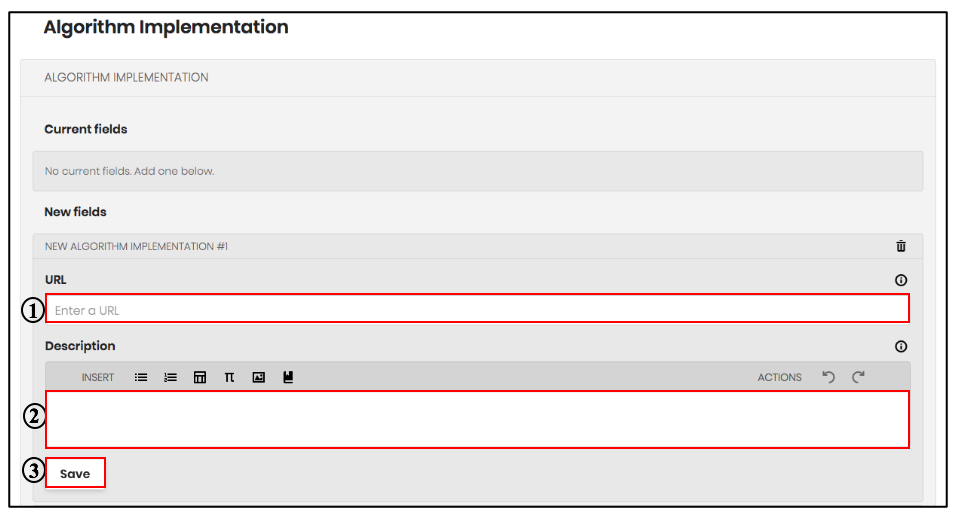 Algorithm Implementation
ALGORITHM IMPLEMENTATION
Current fields
No current fields. Add one below.
New fields
NEW ALGORITHM IMPLEMENTATION #1
URL
① Enter a URL
Description
INSERT π ACTIONS
②
③ Save